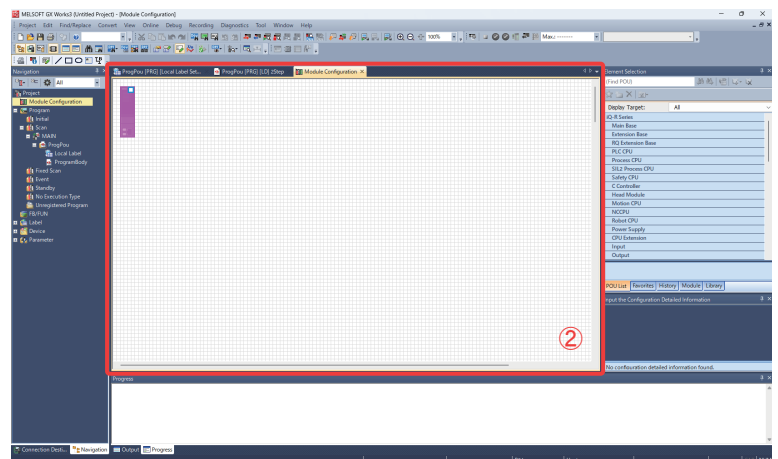 MELSOFT GX Works3 (Untitled Project) - [Module Configuration]
Project Edit Find/Replace Convert View Online Debug Recording Diagnostics Tool Window Help
100%
Max.: --------
Navigation
All
Project
Module Configuration
Program
Initial
Scan
MAIN
ProgPou
Local Label
ProgramBody
Fixed Scan
Event
Standby
No Execution Type
Unregistered Program
FB/FUN
Label
Device
Parameter
ProgPou [PRG] [Local Label Set...
ProgPou [PRG] [LD] 2Step
Module Configuration
②
Element Selection
(Find POU)
Display Target: All
iQ-R Series
Main Base
Extension Base
RQ Extension Base
PLC CPU
Process CPU
SIL2 Process CPU
Safety CPU
C Controller
Head Module
Motion CPU
NCCPU
Robot CPU
Power Supply
CPU Extension
Input
Output
POU List Favorites History Module Library
Input the Configuration Detailed Information
No configuration detailed information found.
Progress
Connection Desti... Navigation
Output Progress